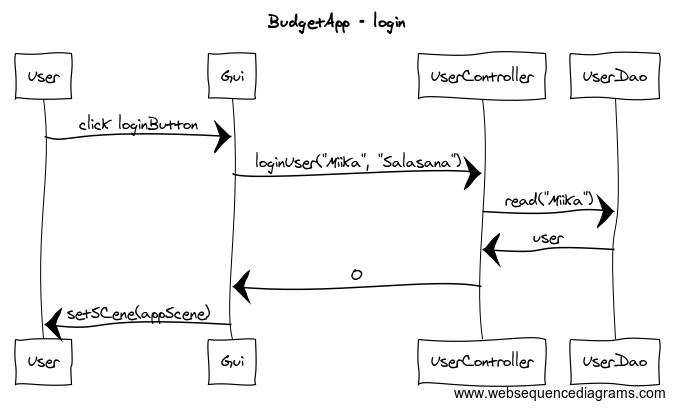 BudgetApp - login
User
Gui
UserController
UserDao
click loginButton
loginUser("Miika", "Salasana")
read("Miika")
user
0
setSCene(appScene)
User
Gui
UserController
UserDao
www.websequencediagrams.com